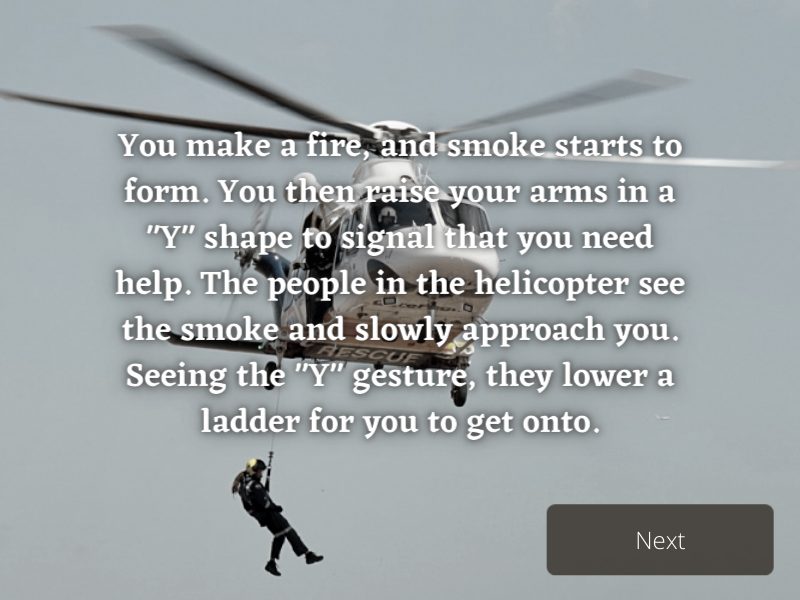 You make a fire, and smoke starts to
form. You then raise your arms in a
"Y" shape to signal that you need
help. The people in the helicopter see
the smoke and slowly approach you.
RESCUE
Seeing the "Y" gesture, they lower a
ladder for you to get onto.
Next